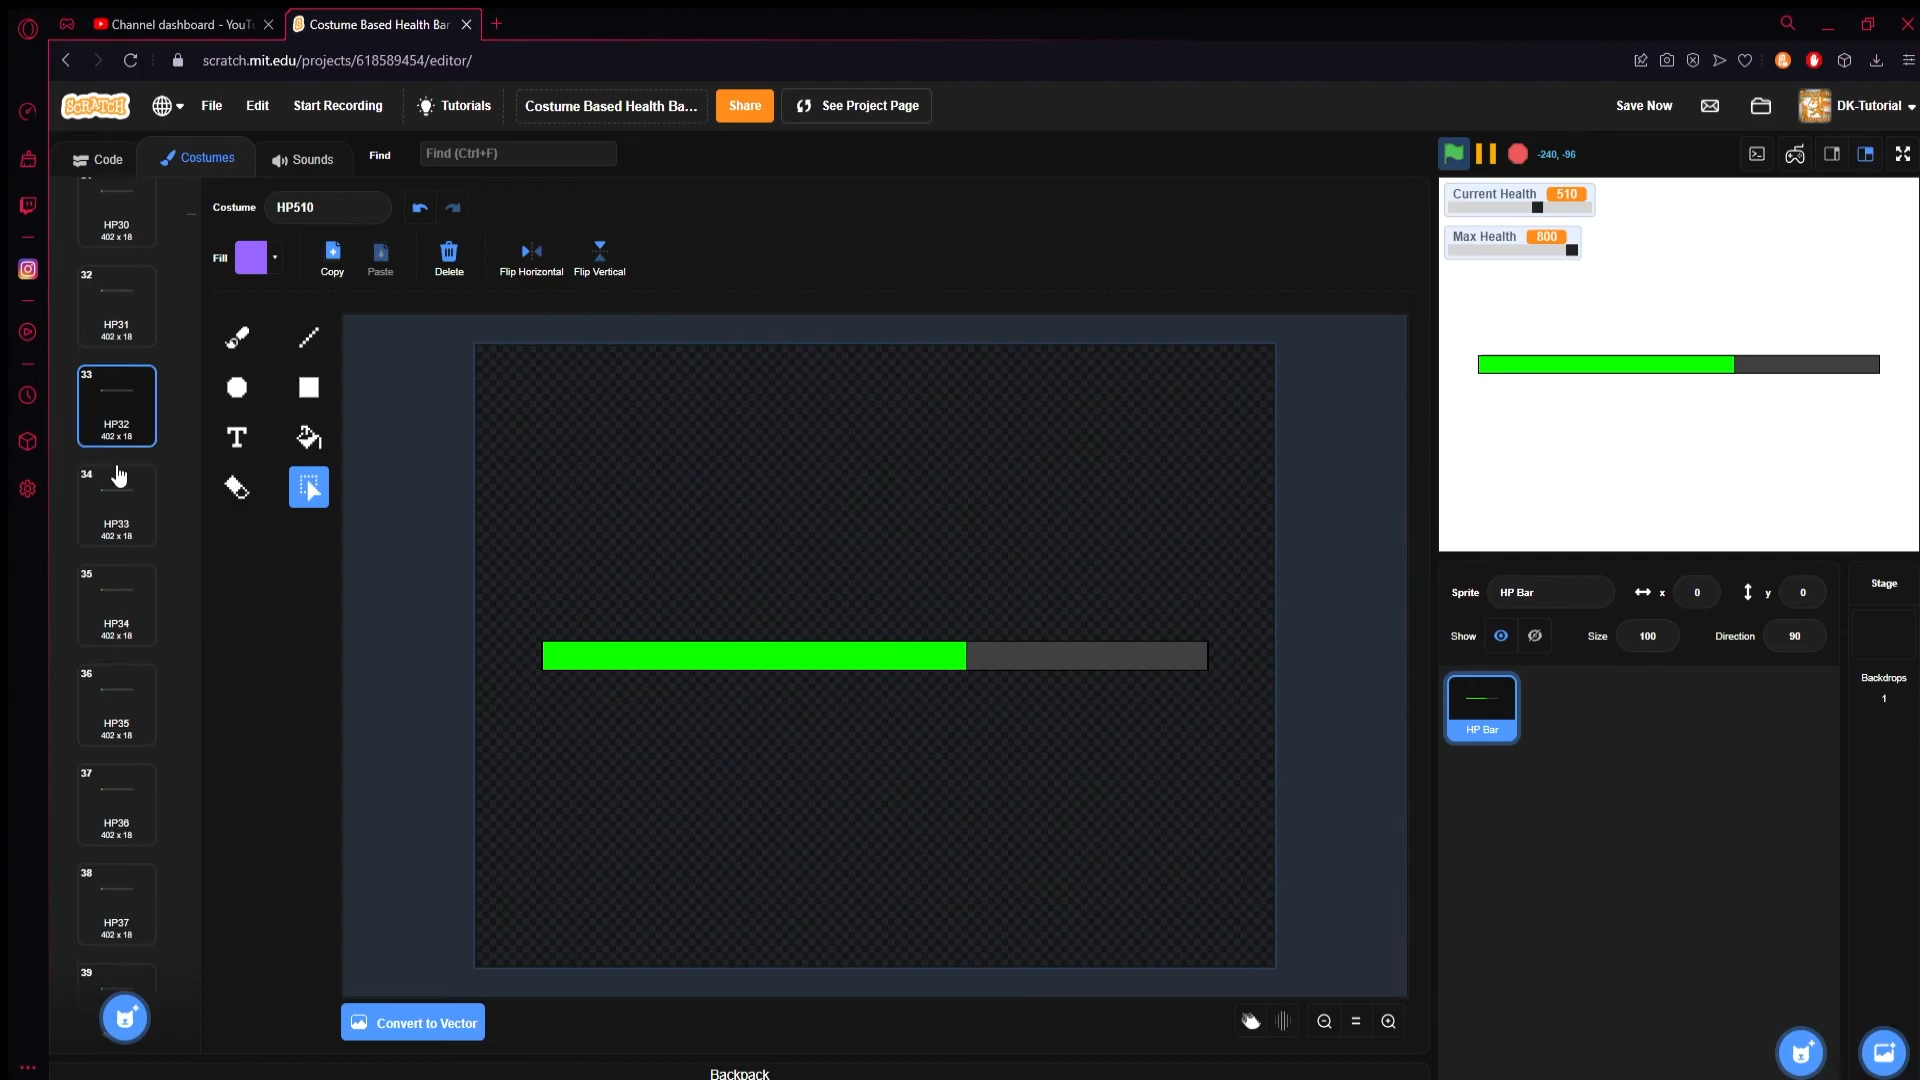 Channel dashboard - YouT
Costume Based Health Bar
scratch.mit.edu/projects/618589454/editor/
SCRATCH
File
Edit
Start Recording
Tutorials
Costume Based Health Ba...
Share
See Project Page
Save Now
DK-Tutorial
Code
Costumes
Sounds
Find
Find (Ctrl+F)
-240, -96
Costume
HP510
Fill
Copy
Paste
Delete
Flip Horizontal
Flip Vertical
HP30
402 x 18
32
HP31
402 x 18
33
HP32
402 x 18
34
HP33
402 x 18
35
HP34
402 x 18
36
HP35
402 x 18
37
HP36
402 x 18
38
HP37
402 x 18
39
T
Convert to Vector
Backpack
Current Health 510
Max Health 800
Sprite
HP Bar
x
0
y
0
Show
Size
100
Direction
90
HP Bar
Stage
Backdrops
1